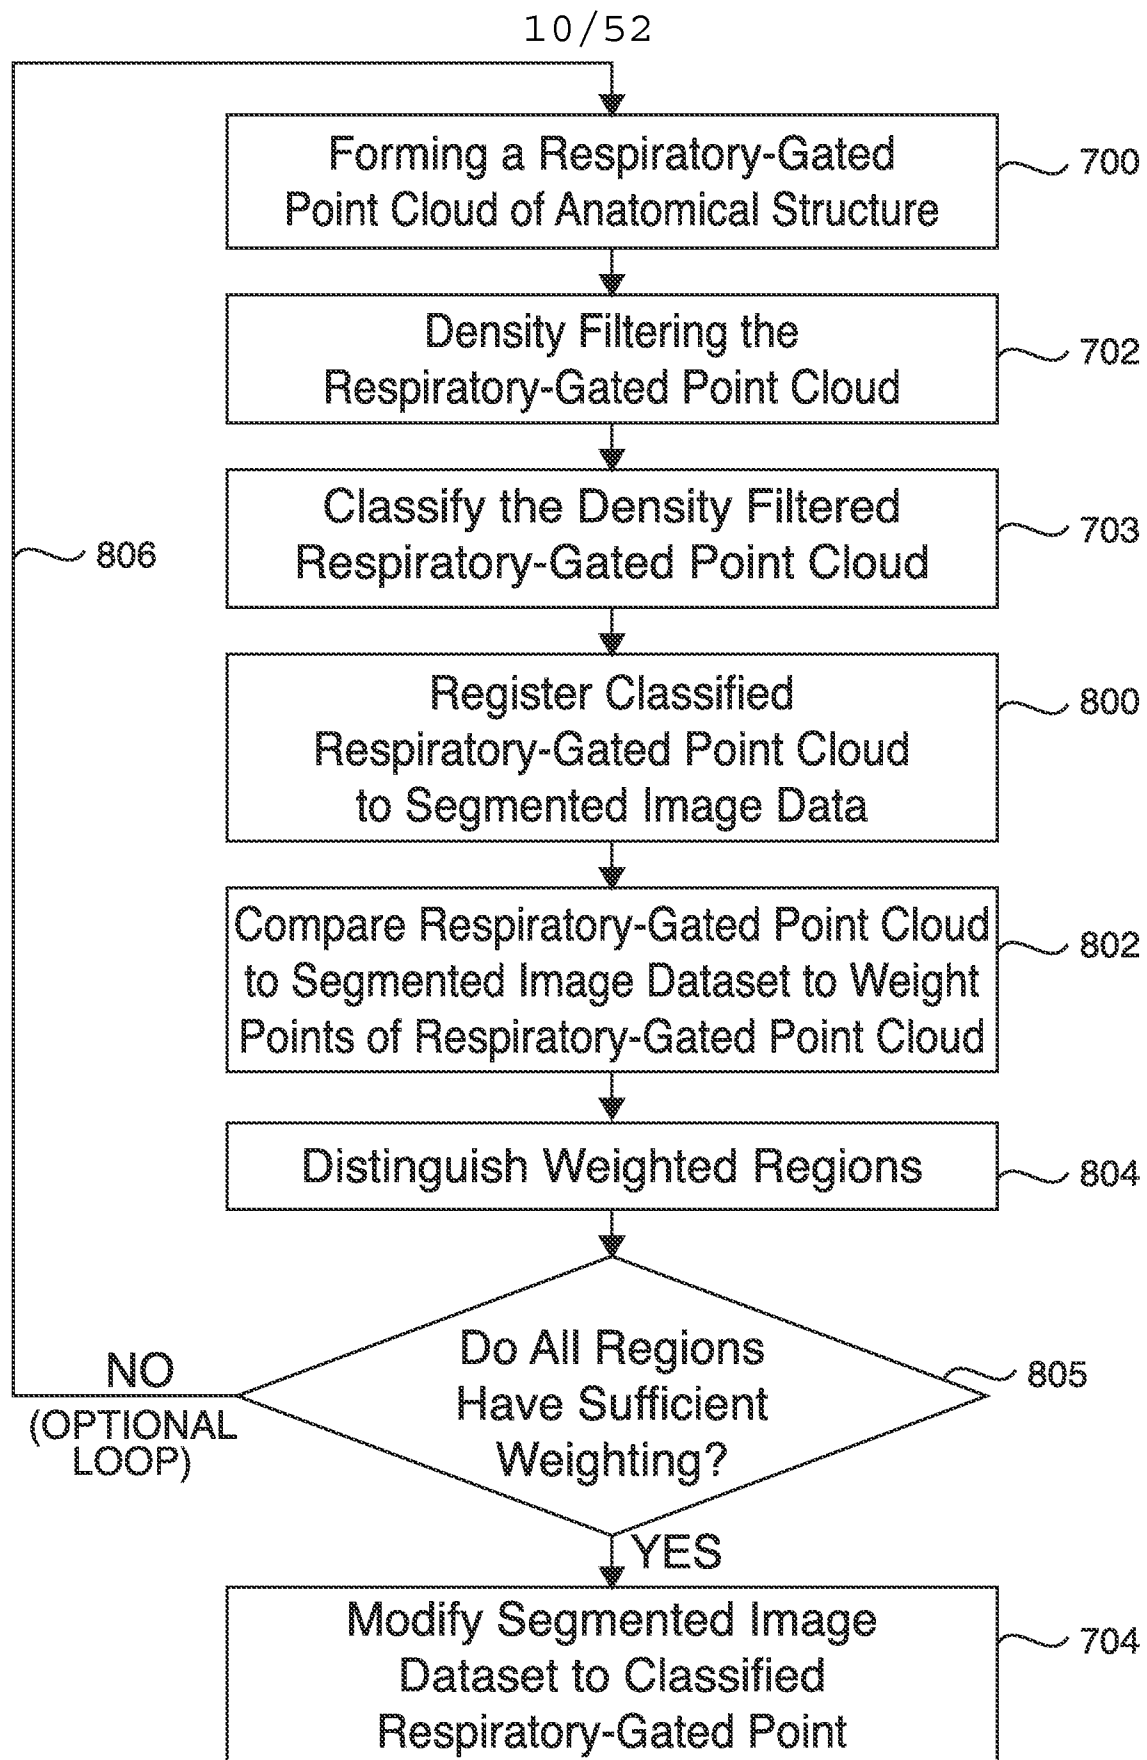 10/52
Forming a Respiratory-Gated
Point Cloud of Anatomical Structure
700
Density Filtering the
Respiratory-Gated Point Cloud
702
Classify the Density Filtered
Respiratory-Gated Point Cloud
703
806
Register Classified
Respiratory-Gated Point Cloud
to Segmented Image Data
800
Compare Respiratory-Gated Point Cloud
to Segmented Image Dataset to Weight
Points of Respiratory-Gated Point Cloud
802
Distinguish Weighted Regions
804
Do All Regions
Have Sufficient
Weighting?
805
NO
(OPTIONAL
LOOP)
YES
Modify Segmented Image
Dataset to Classified
Respiratory-Gated Point
704